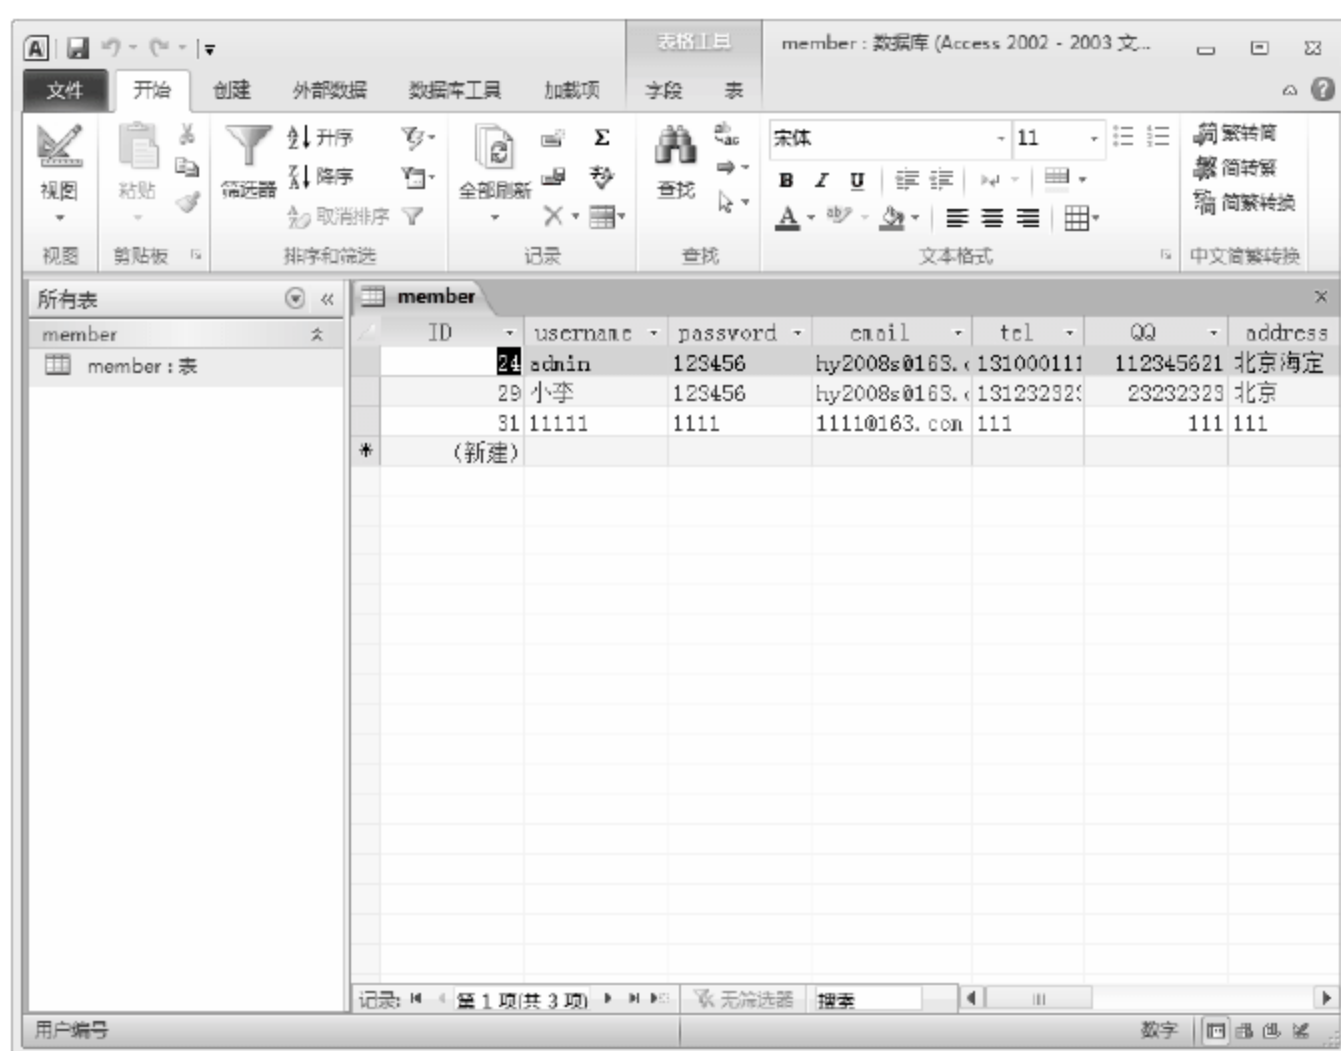 表格工具 member : 数据库 (Access 2002 - 2003 文...
文件 开始 创建 外部数据 数据库工具 加载项 字段 表
视图 粘贴 筛选器 升序 降序 取消排序 全部刷新 查找 宋体 11 繁转简 简转繁 简繁转换
视图 剪贴板 排序和筛选 记录 查找 文本格式 中文简繁转换
所有表 « member
member ID username password email tel QQ address
member : 表 24 admin 123456 hy2008s@163.c 131000111 112345621 北京海定
29 小李 123456 hy2008s@163.c 131232323 23232323 北京
31 11111 1111 1111@163.com 111 111 111
(新建)
记录: 第 1 项(共 3 项) 无筛选器 搜索
用户编号 数字